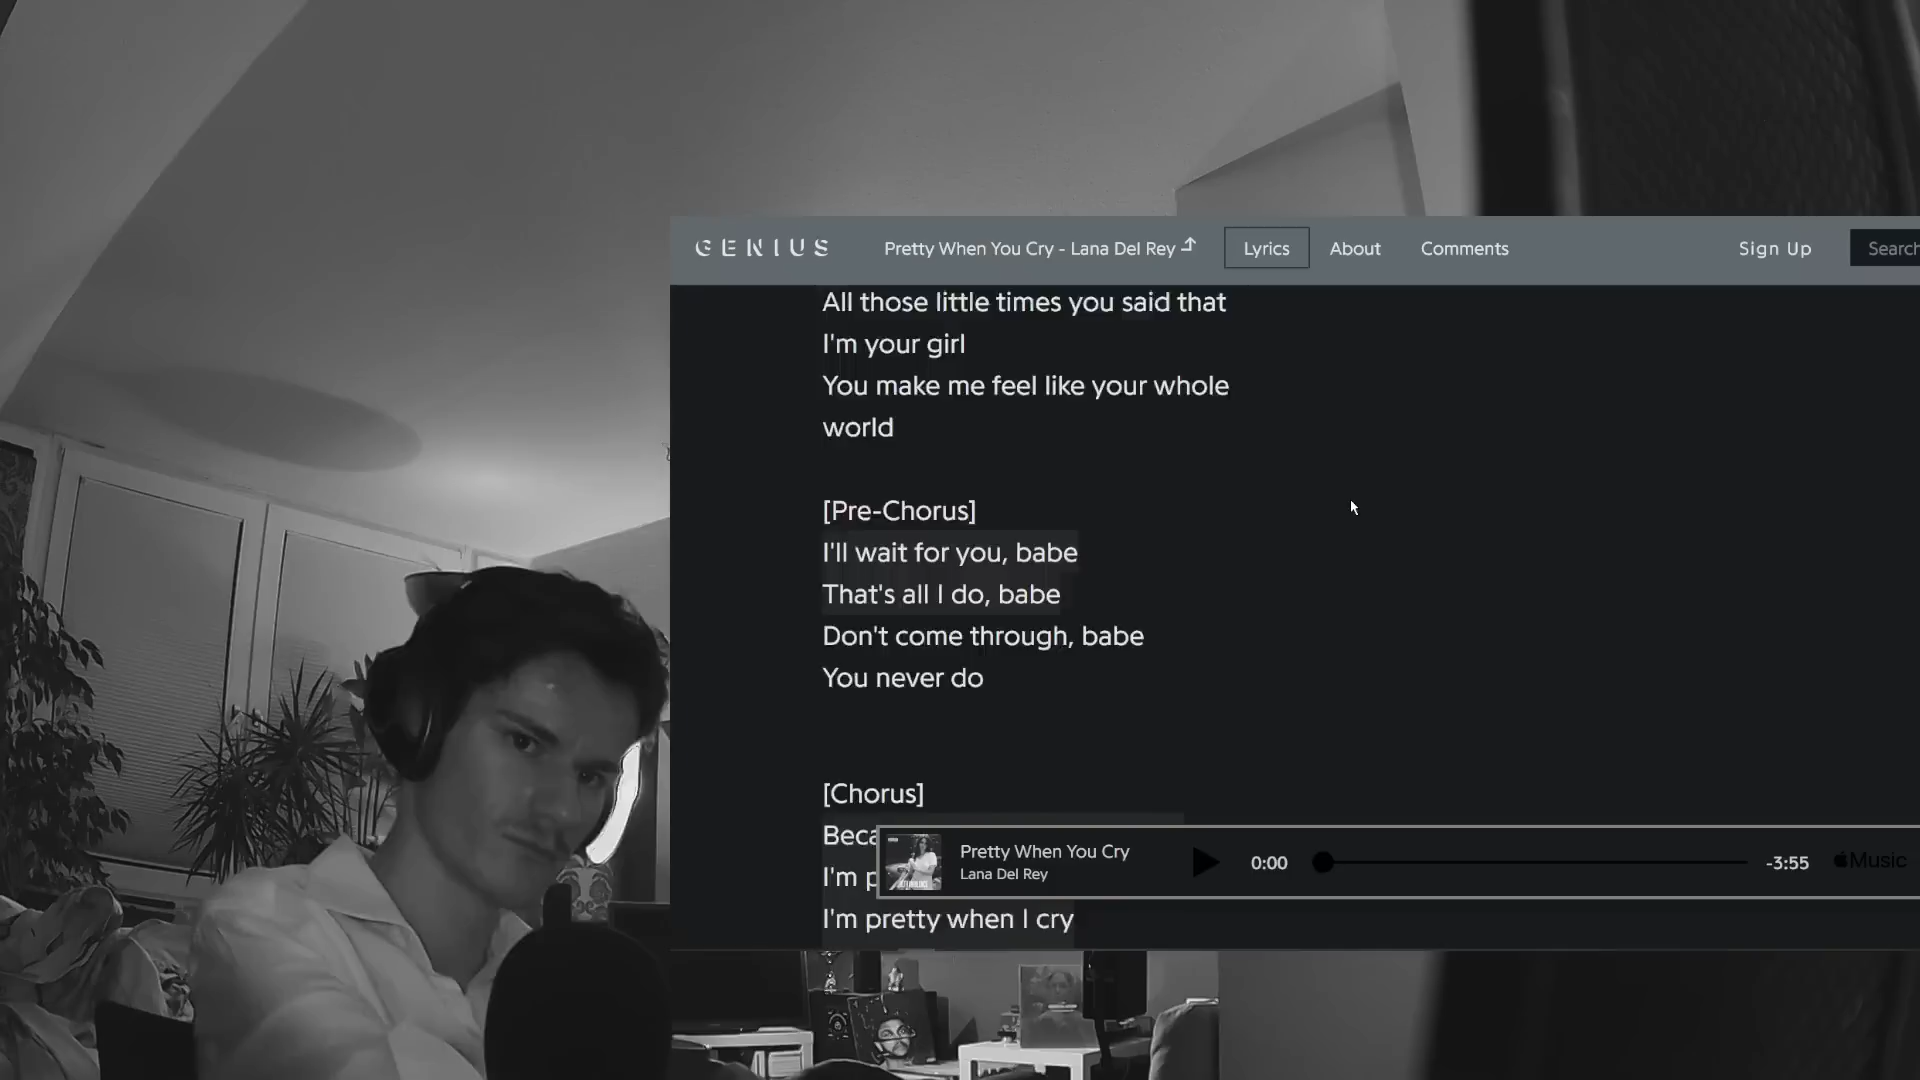 GENIUS
Pretty When You Cry - Lana Del Rey
Lyrics
About
Comments
Sign Up
Search
All those little times you said that
I'm your girl
You make me feel like your whole
world
[Pre-Chorus]
I'll wait for you, babe
That's all I do, babe
Don't come through, babe
You never do
[Chorus]
Beca
I'm p
I'm pretty when I cry
Pretty When You Cry
Lana Del Rey
0:00
-3:55
Music